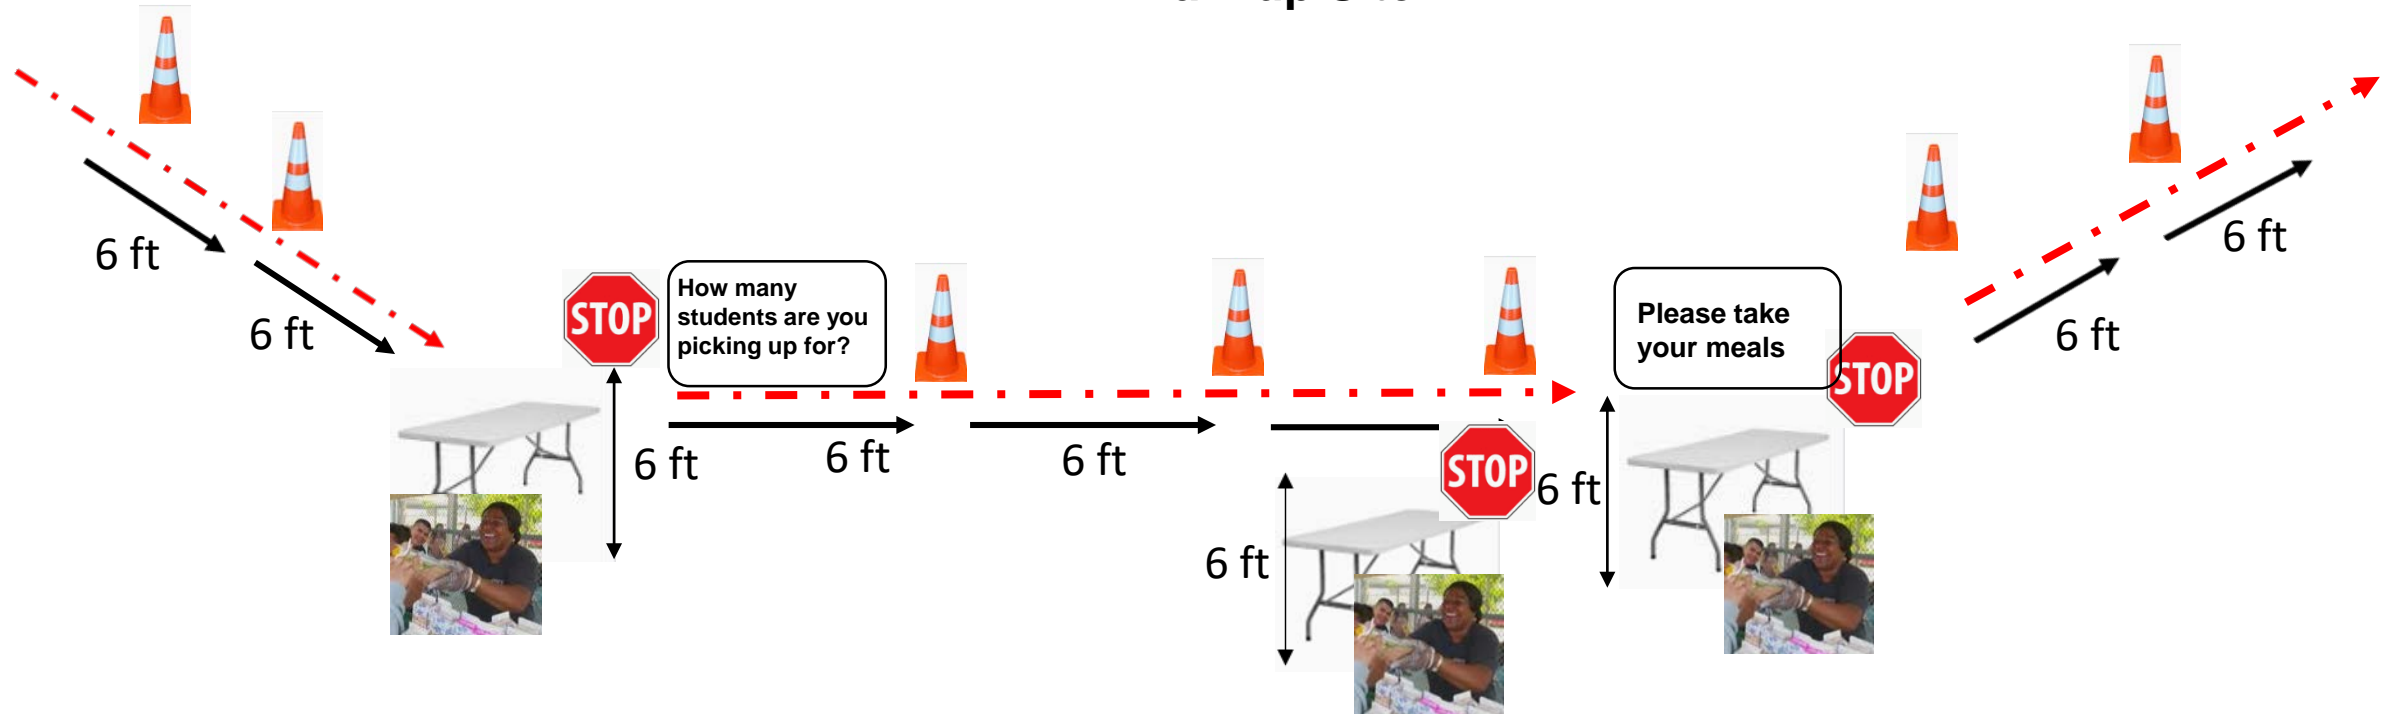 6 ft
6 ft
STOP
How many
students are you
picking up for?
6 ft
6 ft
6 ft
STOP
6 ft
6 ft
Please take
your meals
STOP
6 ft
6 ft